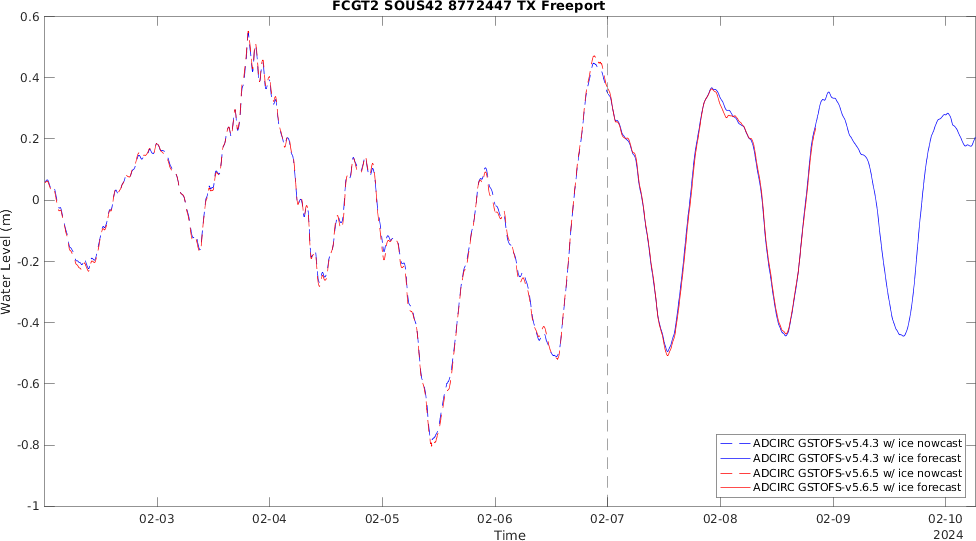 FCGT2 SOUS42 8772447 TX Freeport
0.6
0.4
0.2
0
-0.2
-0.4
-0.6
-0.8
-1
Water Level (m)
02-03 02-04 02-05 02-06 02-07 02-08 02-09 02-10
Time
2024
ADCIRC GSTOFS-v5.4.3 w/ ice nowcast
ADCIRC GSTOFS-v5.4.3 w/ ice forecast
ADCIRC GSTOFS-v5.6.5 w/ ice nowcast
ADCIRC GSTOFS-v5.6.5 w/ ice forecast